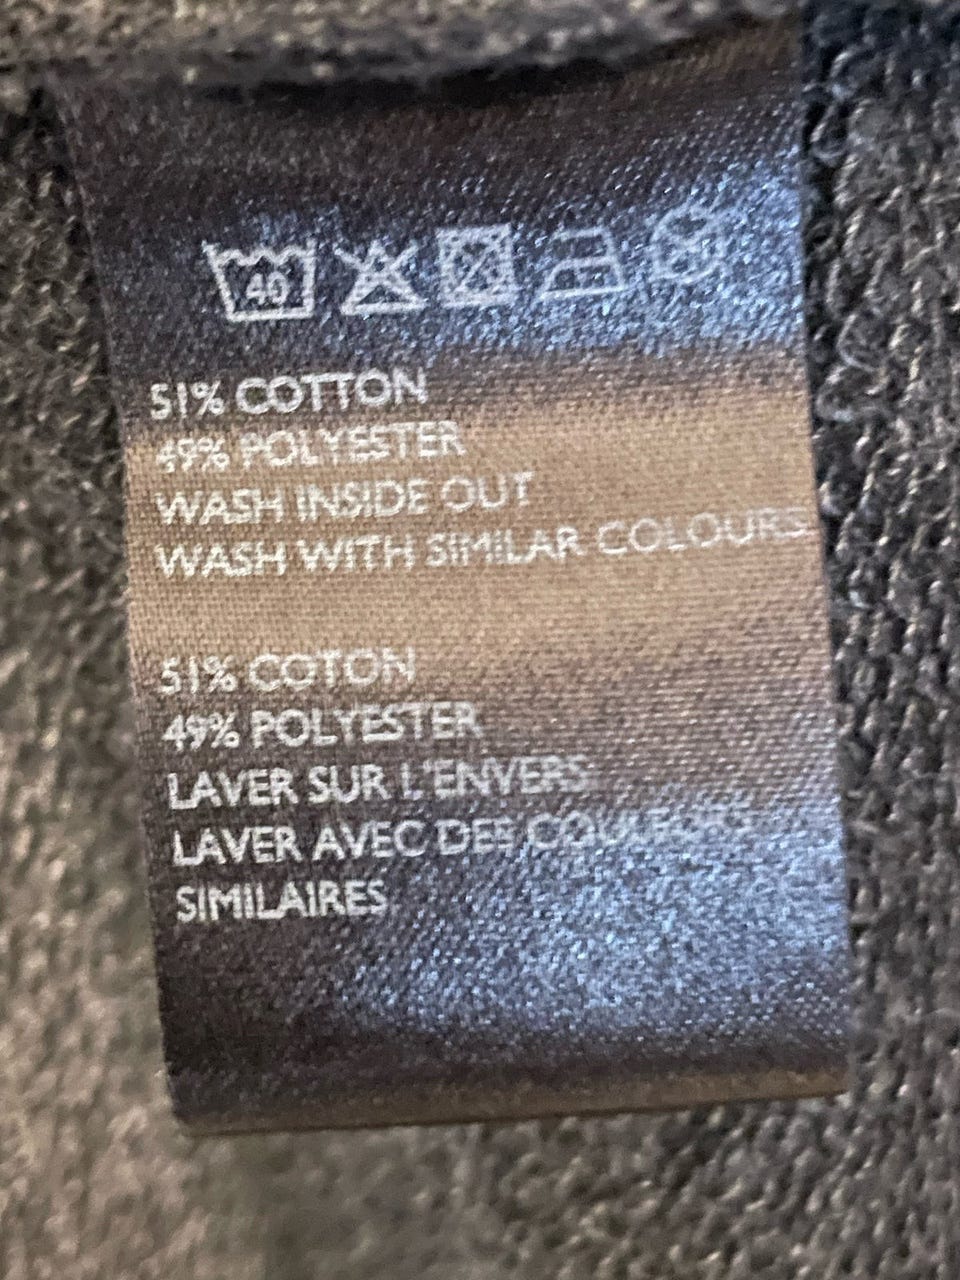 40
51% COTTON
49% POLYESTER
WASH INSIDE OUT
WASH WITH SIMILAR COLOURS
51% COTON
49% POLYESTER
LAVER SUR L'ENVERS
LAVER AVEC DES COULEURS
SIMILAIRES